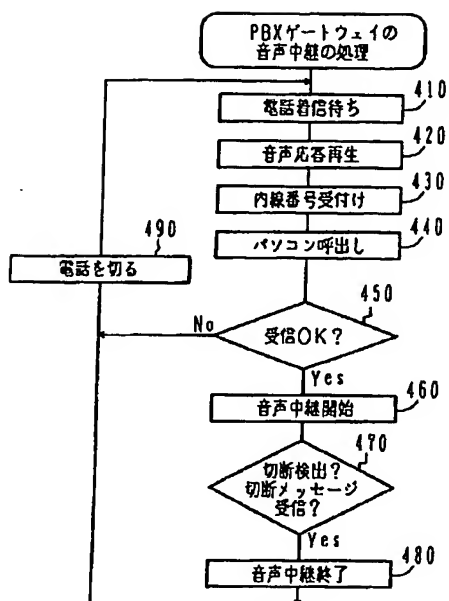 PBXゲートウェイの
音声中継の処理
410
電話着信待ち
420
音声応答再生
430
内線番号受付け
440
パソコン呼出し
490
電話を切る
450
受信OK?
No
Yes
460
音声中継開始
470
切断検出?
切断メッセージ
受信?
Yes
480
音声中継終了